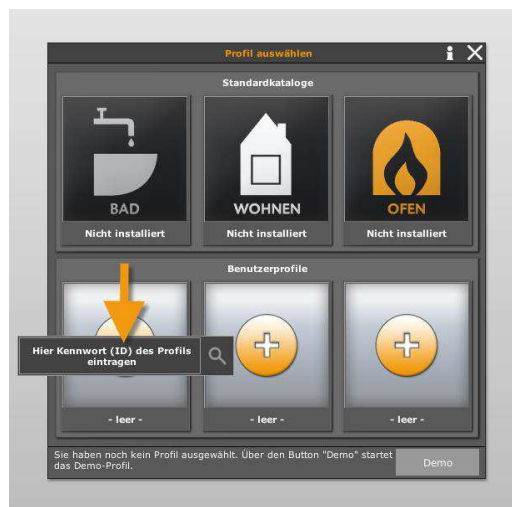 Profil auswählen
Standardkataloge
BAD
WOHNEN
OFEN
Nicht installiert
Nicht installiert
Nicht installiert
Benutzerprofile
Hier Kennwort (ID) des Profils
eintragen
- leer -
- leer -
- leer -
Sie haben noch kein Profil ausgewählt. Über den Button "Demo" startet
das Demo-Profil.
Demo